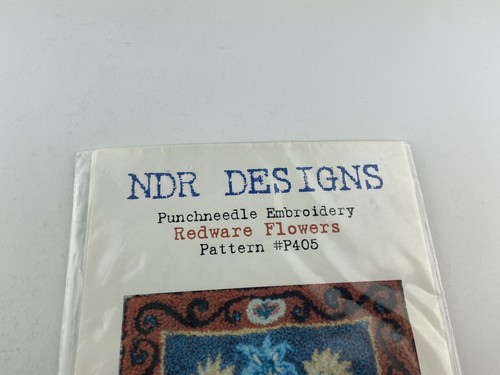 NDR DESIGNS
Punchneedle Embroidery
Redware Flowers
Pattern #P405